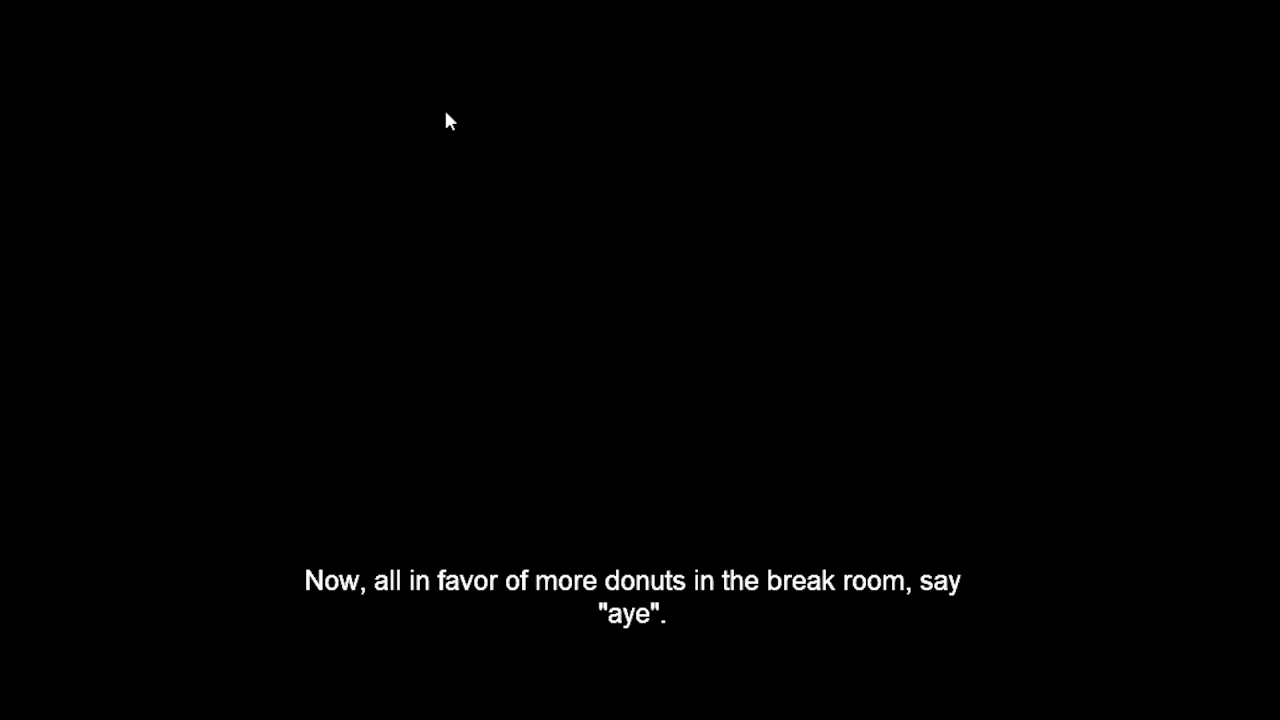 Now, all in favor of more donuts in the break room, say
"aye".